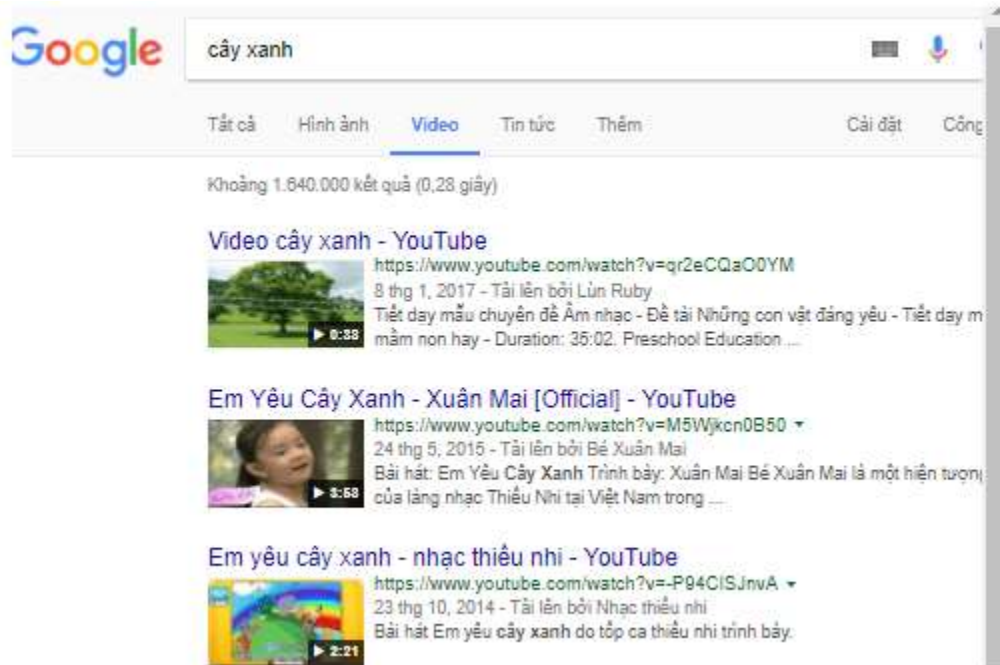 Google
cây xanh
Tất cả Hình ảnh Video Tin tức Thêm Cài đặt Công
Khoảng 1.640.000 kết quả (0,28 giây)
Video cây xanh - YouTube
https://www.youtube.com/watch?v=qr2eCQaO0YM
8 thg 1, 2017 - Tải lên bởi Lùn Ruby
Tiết dạy mẫu chuyên đề Âm nhạc - Đề tài Những con vật đáng yêu - Tiết dạy m
0:38
mầm non hay - Duration: 35:02. Preschool Education ...
Em Yêu Cây Xanh - Xuân Mai [Official] - YouTube
https://www.youtube.com/watch?v=M5Wjkcn0B50
24 thg 5, 2015 - Tải lên bởi Bé Xuân Mai
Bài hát: Em Yêu Cây Xanh Trình bày: Xuân Mai Bé Xuân Mai là một hiện tượng
3:58
của làng nhạc Thiếu Nhi tại Việt Nam trong ...
Em yêu cây xanh - nhạc thiếu nhi - YouTube
https://www.youtube.com/watch?v=-P94CISJnvA
23 thg 10, 2014 - Tải lên bởi Nhạc thiếu nhi
Bài hát Em yêu cây xanh do tốp ca thiếu nhi trình bày.
2:21